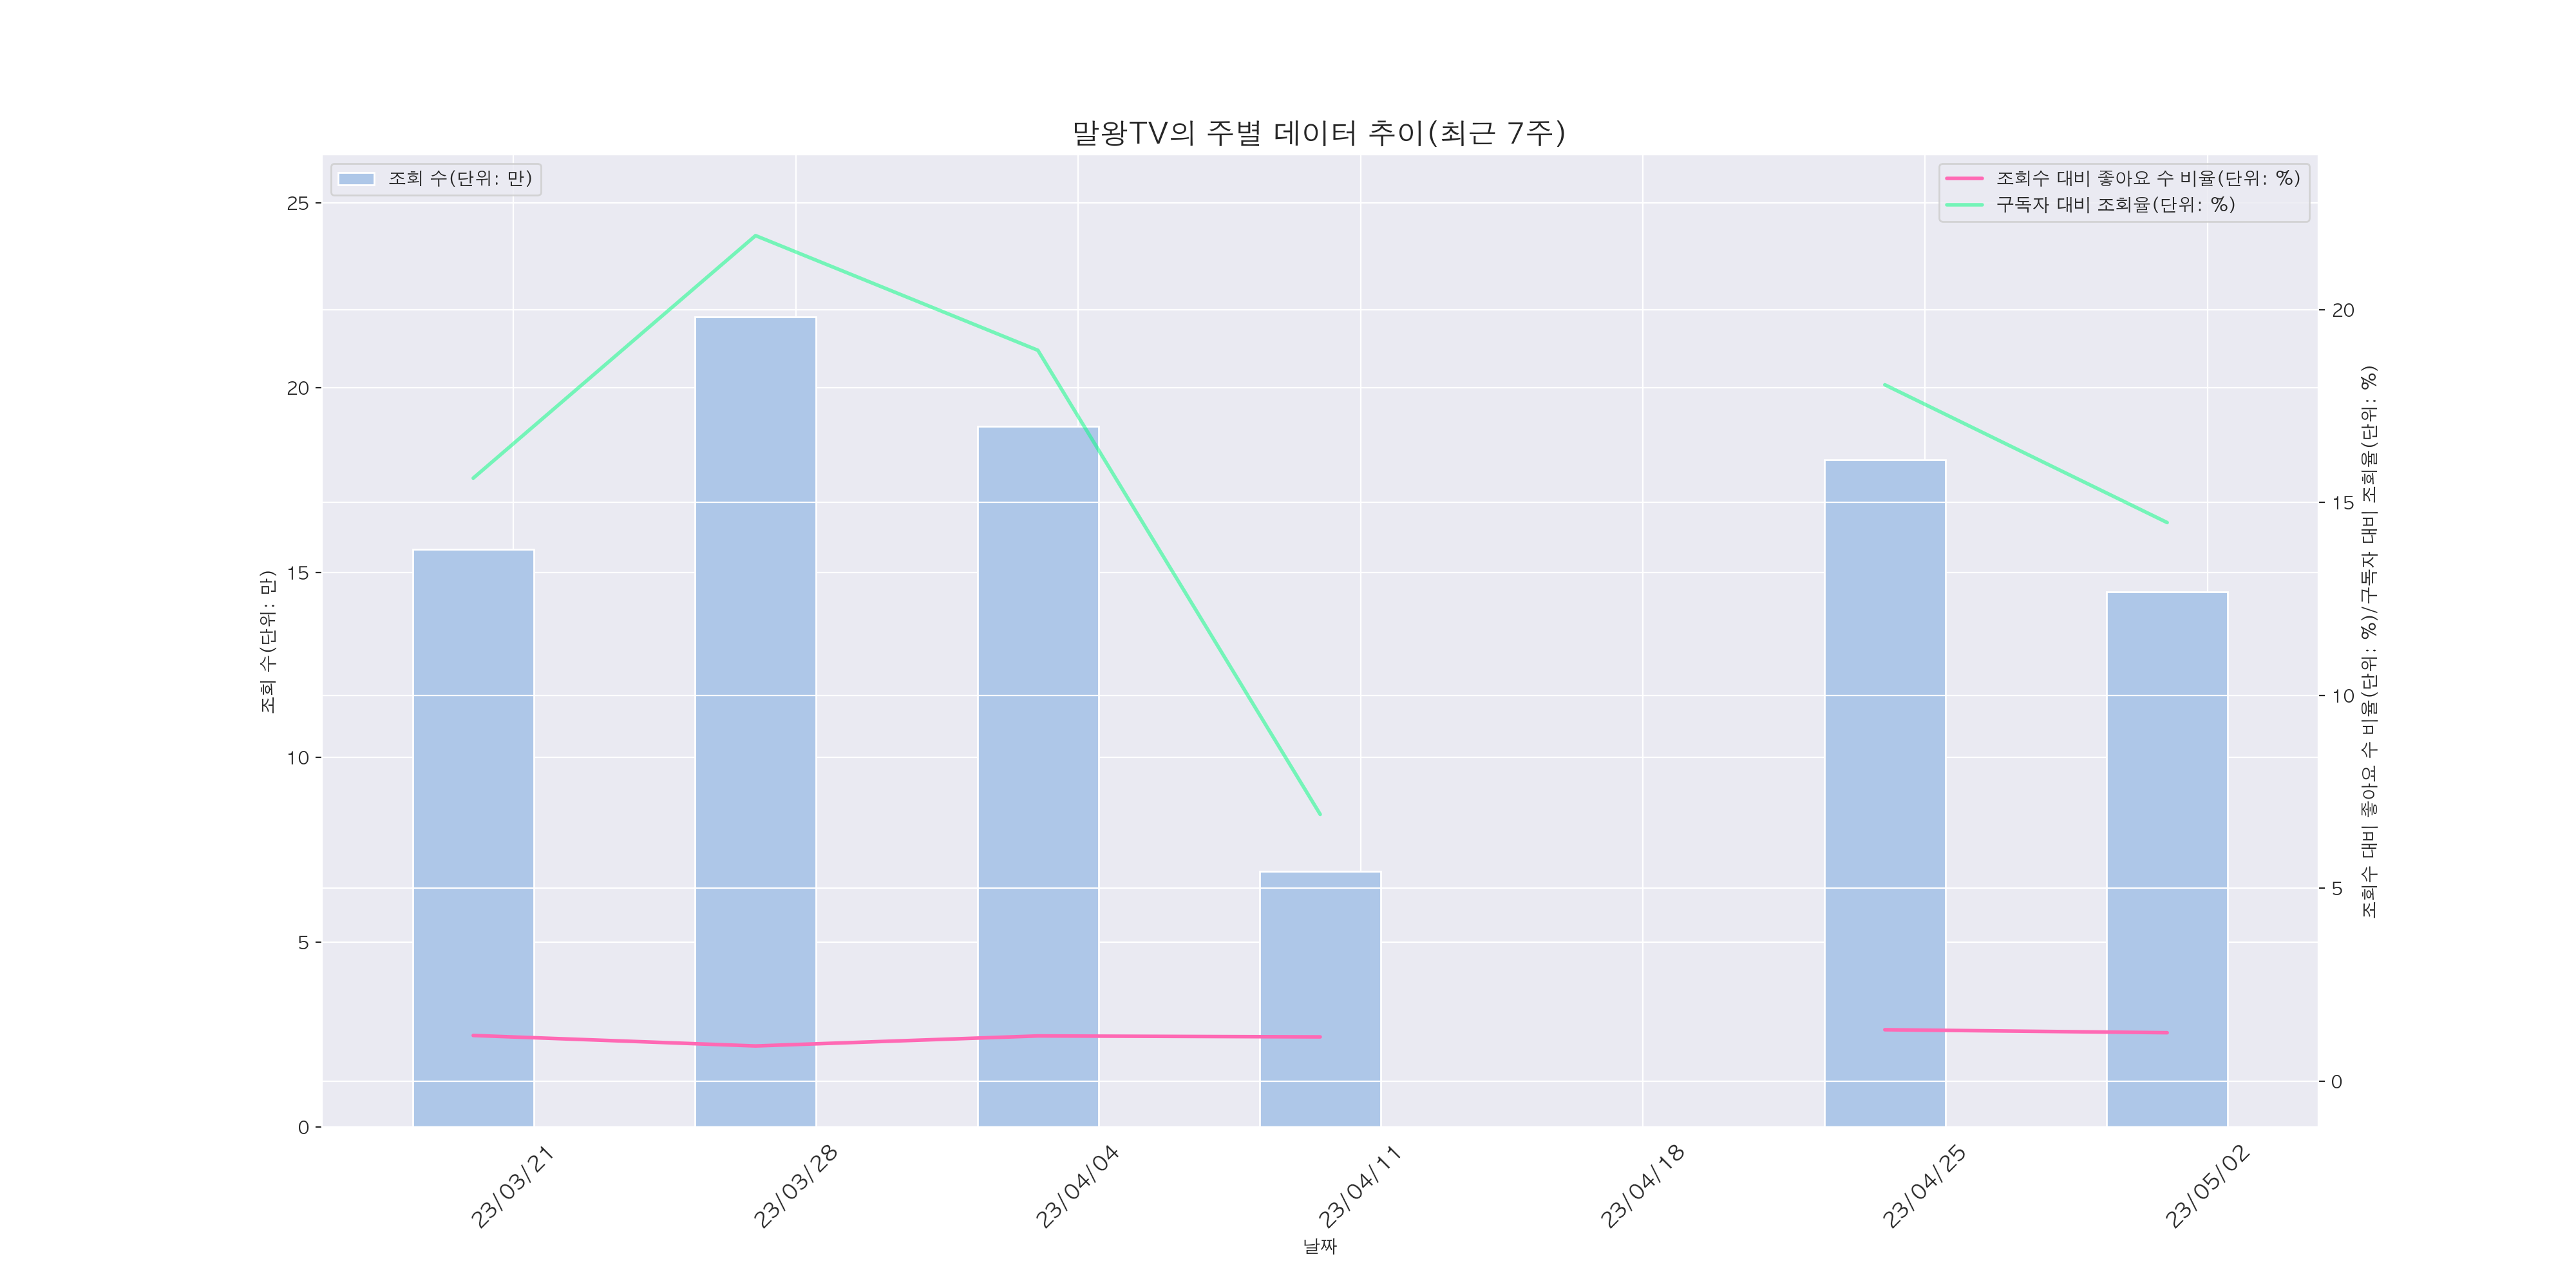 말왕TV의 주별 데이터 추이(최근 7주)
조회 수(단위: 만)
조회수 대비 좋아요 수 비율(단위: %)
구독자 대비 조회율(단위: %)
25
20
15
10
5
0
조회 수(단위: 만)
20
15
10
5
0
조회수 대비 좋아요 수 비율(단위: %)/구독자 대비 조회율(단위: %)
23/03/21
23/03/28
23/04/04
23/04/11
23/04/18
23/04/25
23/05/02
날짜